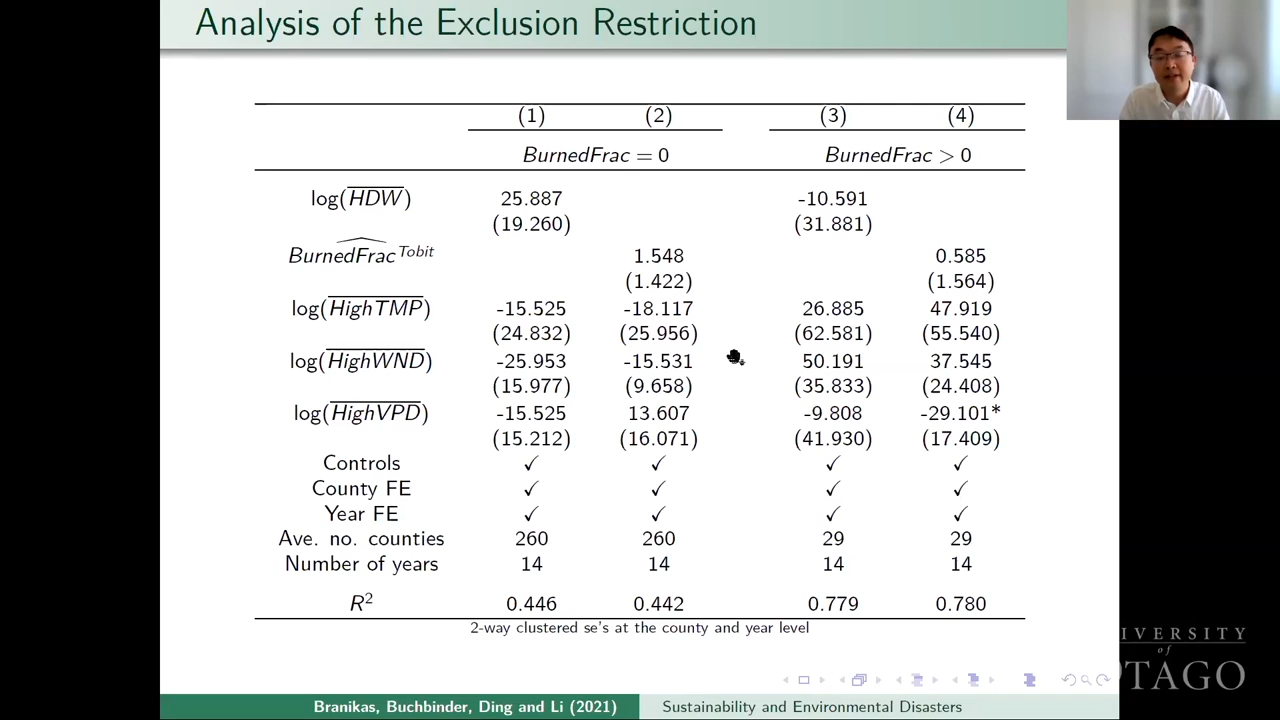 Analysis of the Exclusion Restriction
(1) (2) (3) (4)
BurnedFrac = 0 BurnedFrac > 0
log(HDW) 25.887 -10.591
(19.260) (31.881)
BurnedFrac Tobit 1.548 0.585
(1.422) (1.564)
log(HighTMP) -15.525 -18.117 26.885 47.919
(24.832) (25.956) (62.581) (55.540)
log(HighWND) -25.953 -15.531 50.191 37.545
(15.977) (9.658) (35.833) (24.408)
log(HighVPD) -15.525 13.607 -9.808 -29.101*
(15.212) (16.071) (41.930) (17.409)
Controls ✓ ✓ ✓ ✓
County FE ✓ ✓ ✓ ✓
Year FE ✓ ✓ ✓ ✓
Ave. no. counties 260 260 29 29
Number of years 14 14 14 14
R² 0.446 0.442 0.779 0.780
2-way clustered se's at the county and year level
IVERSITY
of
TAGO
Branikas, Buchbinder, Ding and Li (2021) Sustainability and Environmental Disasters